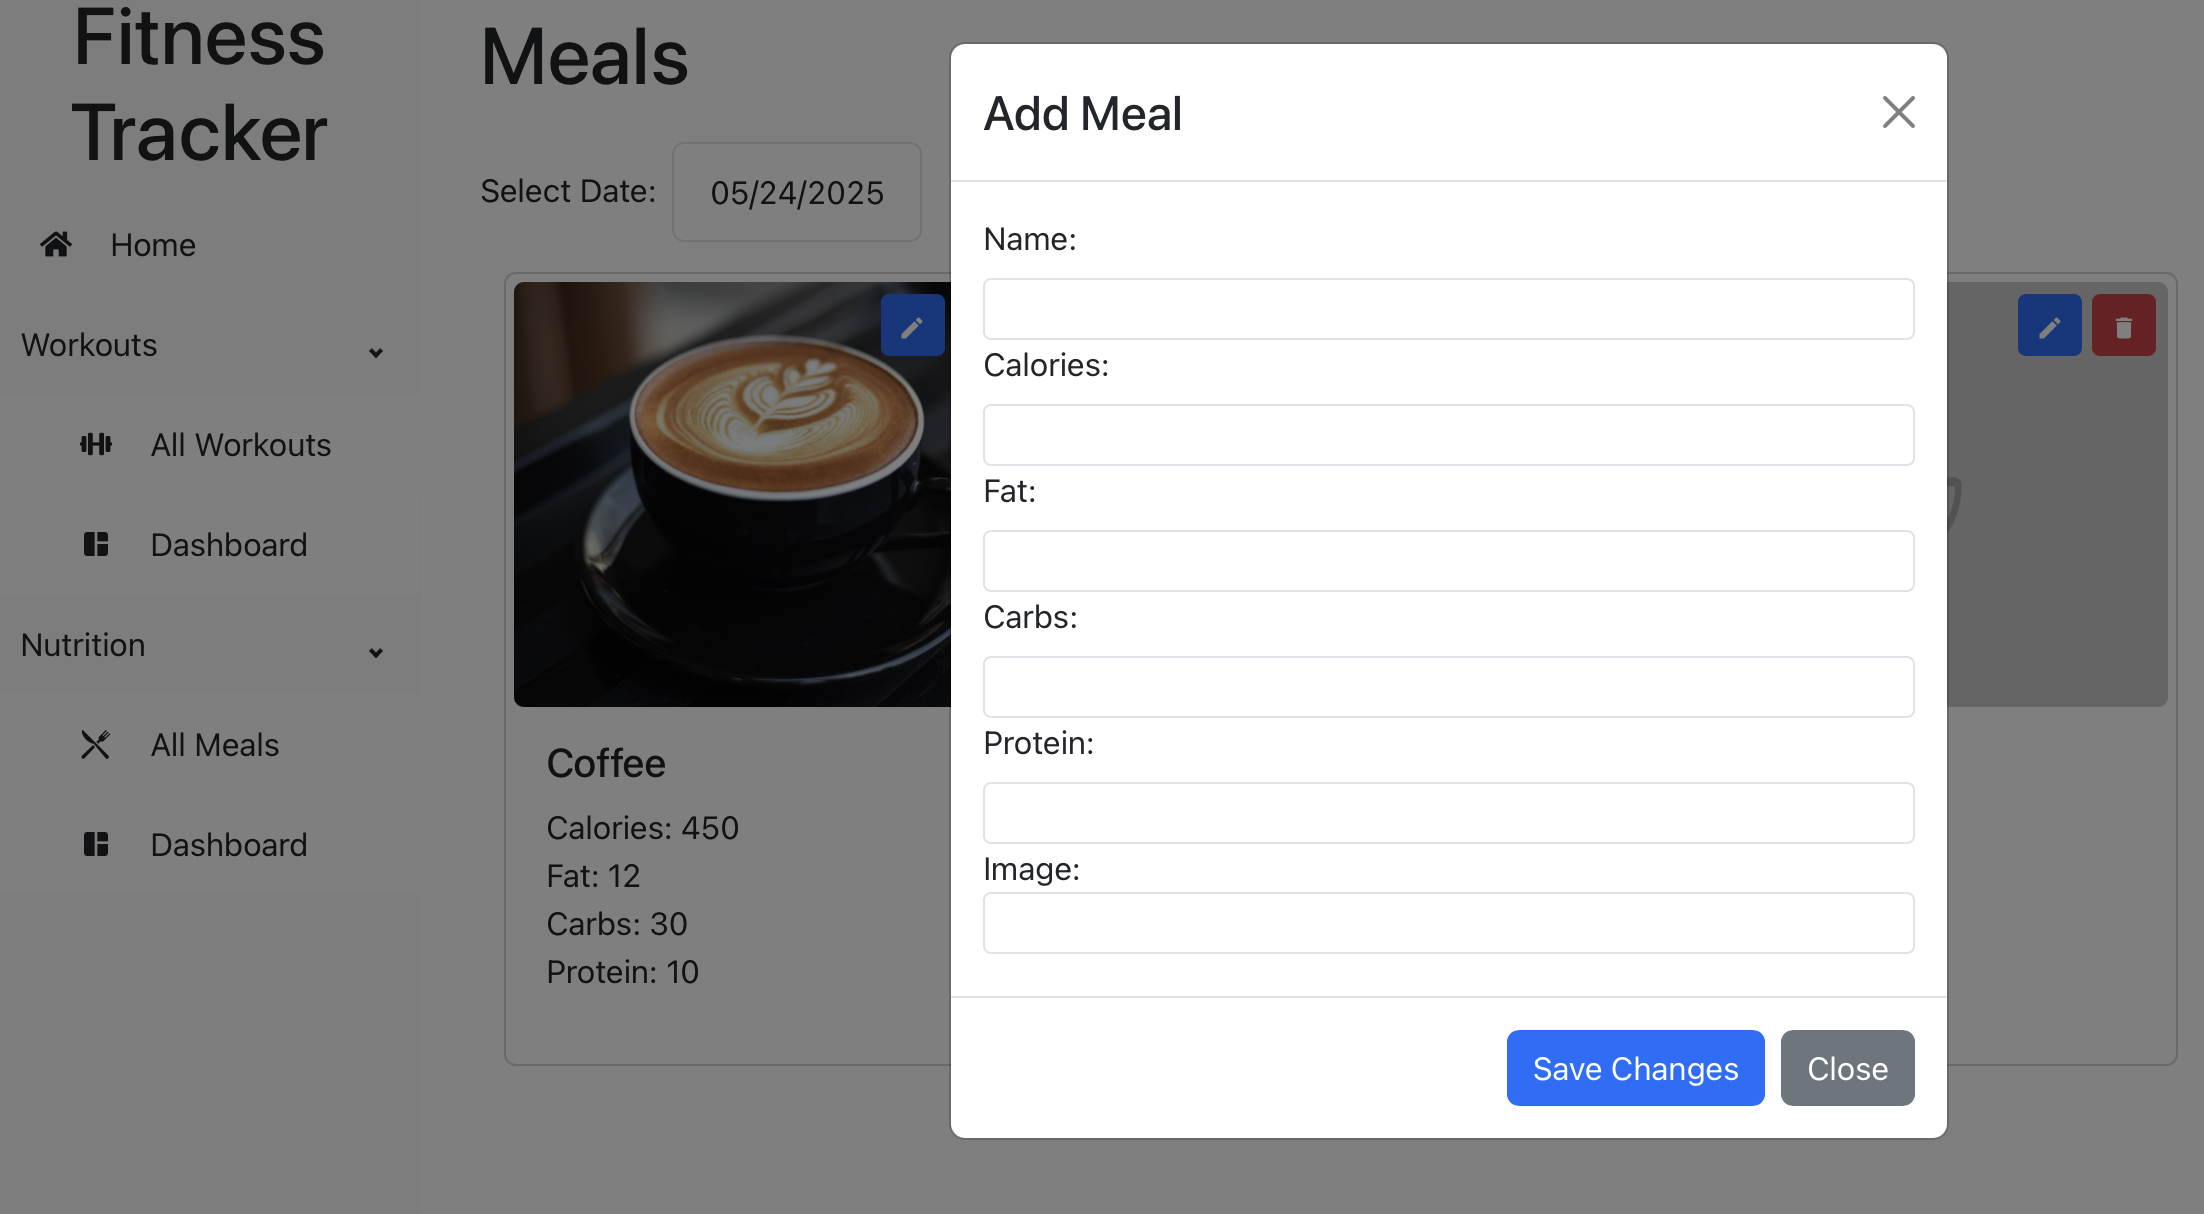 Fitness
Tracker
Home
Workouts
All Workouts
Dashboard
Nutrition
All Meals
Dashboard
Meals
Select Date: 05/24/2025
Coffee
Calories: 450
Fat: 12
Carbs: 30
Protein: 10
Add Meal
Name:
Calories:
Fat:
Carbs:
Protein:
Image:
Save Changes
Close